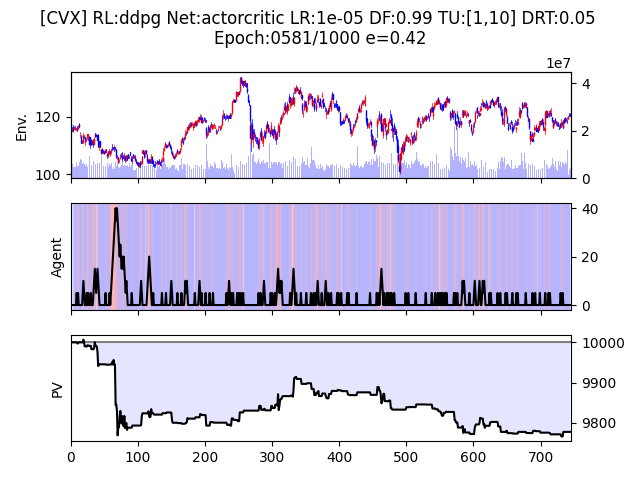 [CVX] RL:ddpg Net:actorcritic LR:1e-05 DF:0.99 TU:[1,10] DRT:0.05
Epoch:0581/1000 e=0.42
1e7
Env.
120
100
4
2
0
Agent
40
20
0
PV
10000
9900
9800
0 100 200 300 400 500 600 700